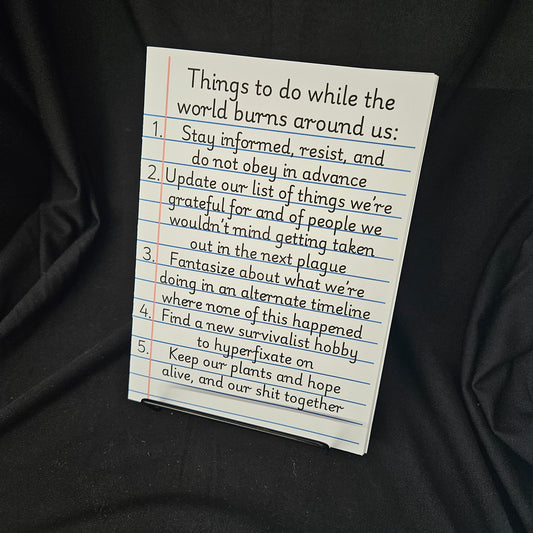 Things to do while the
world burns around us:
1. Stay informed, resist, and
do not obey in advance
2. Update our list of things we're
grateful for and of people we
wouldn't mind getting taken
out in the next plague
3. Fantasize about what we're
doing in an alternate timeline
where none of this happened
4. Find a new survivalist hobby
to hyperfixate on
5. Keep our plants and hope
alive, and our shit together